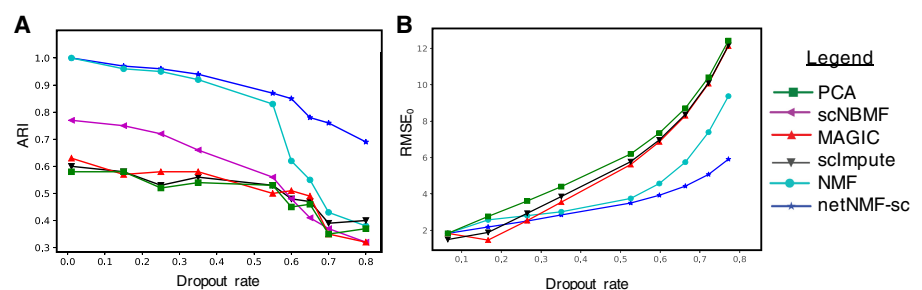 A
ARI
1.0
0.9
0.8
0.7
0.6
0.5
0.4
0.3
0.0 0.1 0.2 0.3 0.4 0.5 0.6 0.7 0.8
Dropout rate
B
RMSE0
12
10
8
6
4
2
0,1 0,2 0,3 0,4 0,5 0,6 0,7 0,8
Dropout rate
Legend
PCA
scNBMF
MAGIC
scImpute
NMF
netNMF-sc